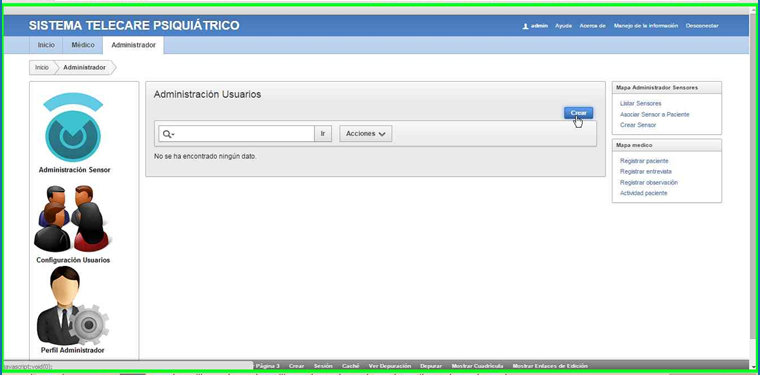 SISTEMA TELECARE PSIQUIÁTRICO
admin Ayuda Acerca de Manejo de la información Desconectar
Inicio Médico Administrador
Inicio Administrador
Administración Sensor
Configuración Usuarios
Perfil Administrador
Administración Usuarios
Crear
Ir Acciones
No se ha encontrado ningún dato.
Mapa Administrador Sensores
Listar Sensores
Asociar Sensor a Paciente
Crear Sensor
Mapa medico
Registrar paciente
Registrar entrevista
Registrar observación
Actividad paciente
javascript:void(0);
Página 3 Crear Sesión Caché Ver Depuración Depurar Mostrar Cuadrícula Mostrar Enlaces de Edición